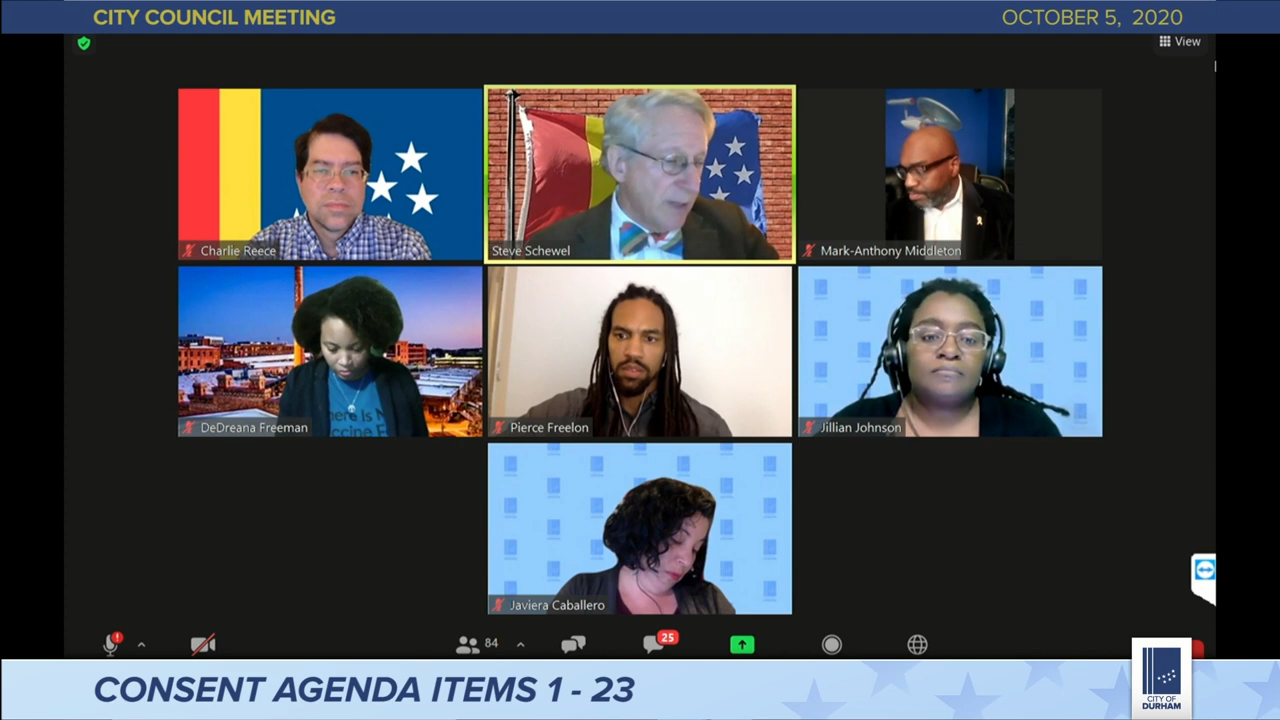 CITY COUNCIL MEETING
OCTOBER 5, 2020
View
Charlie Reece
Steve Schewel
Mark-Anthony Middleton
DeDreana Freeman
Pierce Freelon
Jillian Johnson
Javiera Caballero
84
25
CONSENT AGENDA ITEMS 1 - 23
CITY OF
DURHAM